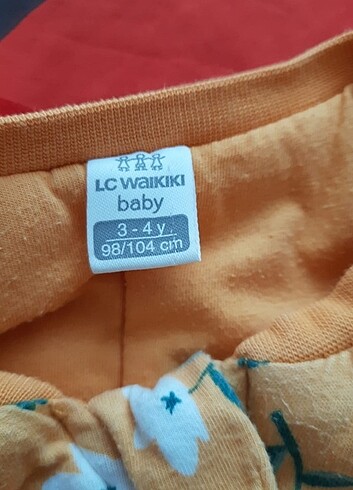 LC WAIKIKI
baby
3 - 4 y.
98/104 cm